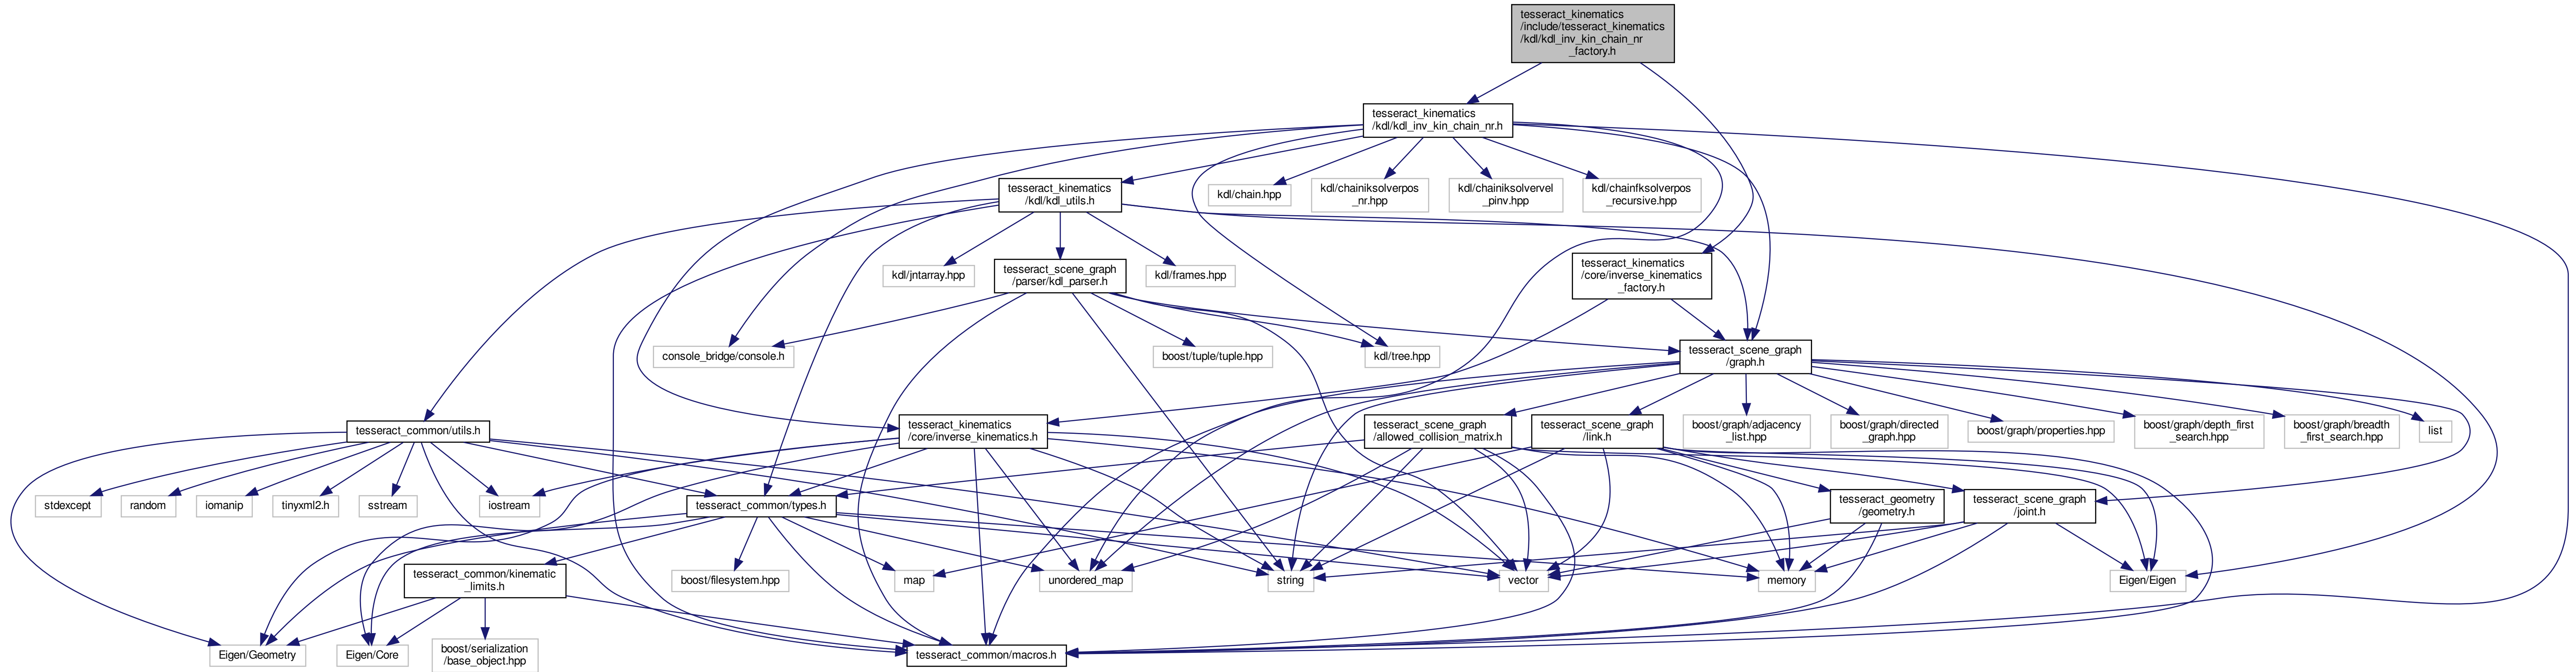 tesseract_kinematics
/include/tesseract_kinematics
/kdl/kdl_inv_kin_chain_nr
_factory.h
tesseract_kinematics
/kdl/kdl_inv_kin_chain_nr.h
tesseract_kinematics
/kdl/kdl_utils.h
kdl/chain.hpp
kdl/chainiksolverpos
_nr.hpp
kdl/chainiksolvervel
_pinv.hpp
kdl/chainfksolverpos
_recursive.hpp
kdl/jntarray.hpp
tesseract_scene_graph
/parser/kdl_parser.h
kdl/frames.hpp
tesseract_kinematics
/core/inverse_kinematics
_factory.h
console_bridge/console.h
boost/tuple/tuple.hpp
kdl/tree.hpp
tesseract_scene_graph
/graph.h
tesseract_common/utils.h
tesseract_kinematics
/core/inverse_kinematics.h
tesseract_scene_graph
/allowed_collision_matrix.h
tesseract_scene_graph
/link.h
boost/graph/adjacency
_list.hpp
boost/graph/directed
_graph.hpp
boost/graph/properties.hpp
boost/graph/depth_first
_search.hpp
boost/graph/breadth
_first_search.hpp
list
stdexcept
random
iomanip
tinyxml2.h
sstream
iostream
tesseract_common/types.h
tesseract_geometry
/geometry.h
tesseract_scene_graph
/joint.h
tesseract_common/kinematic
_limits.h
boost/filesystem.hpp
map
unordered_map
string
vector
memory
Eigen/Eigen
Eigen/Geometry
Eigen/Core
boost/serialization
/base_object.hpp
tesseract_common/macros.h